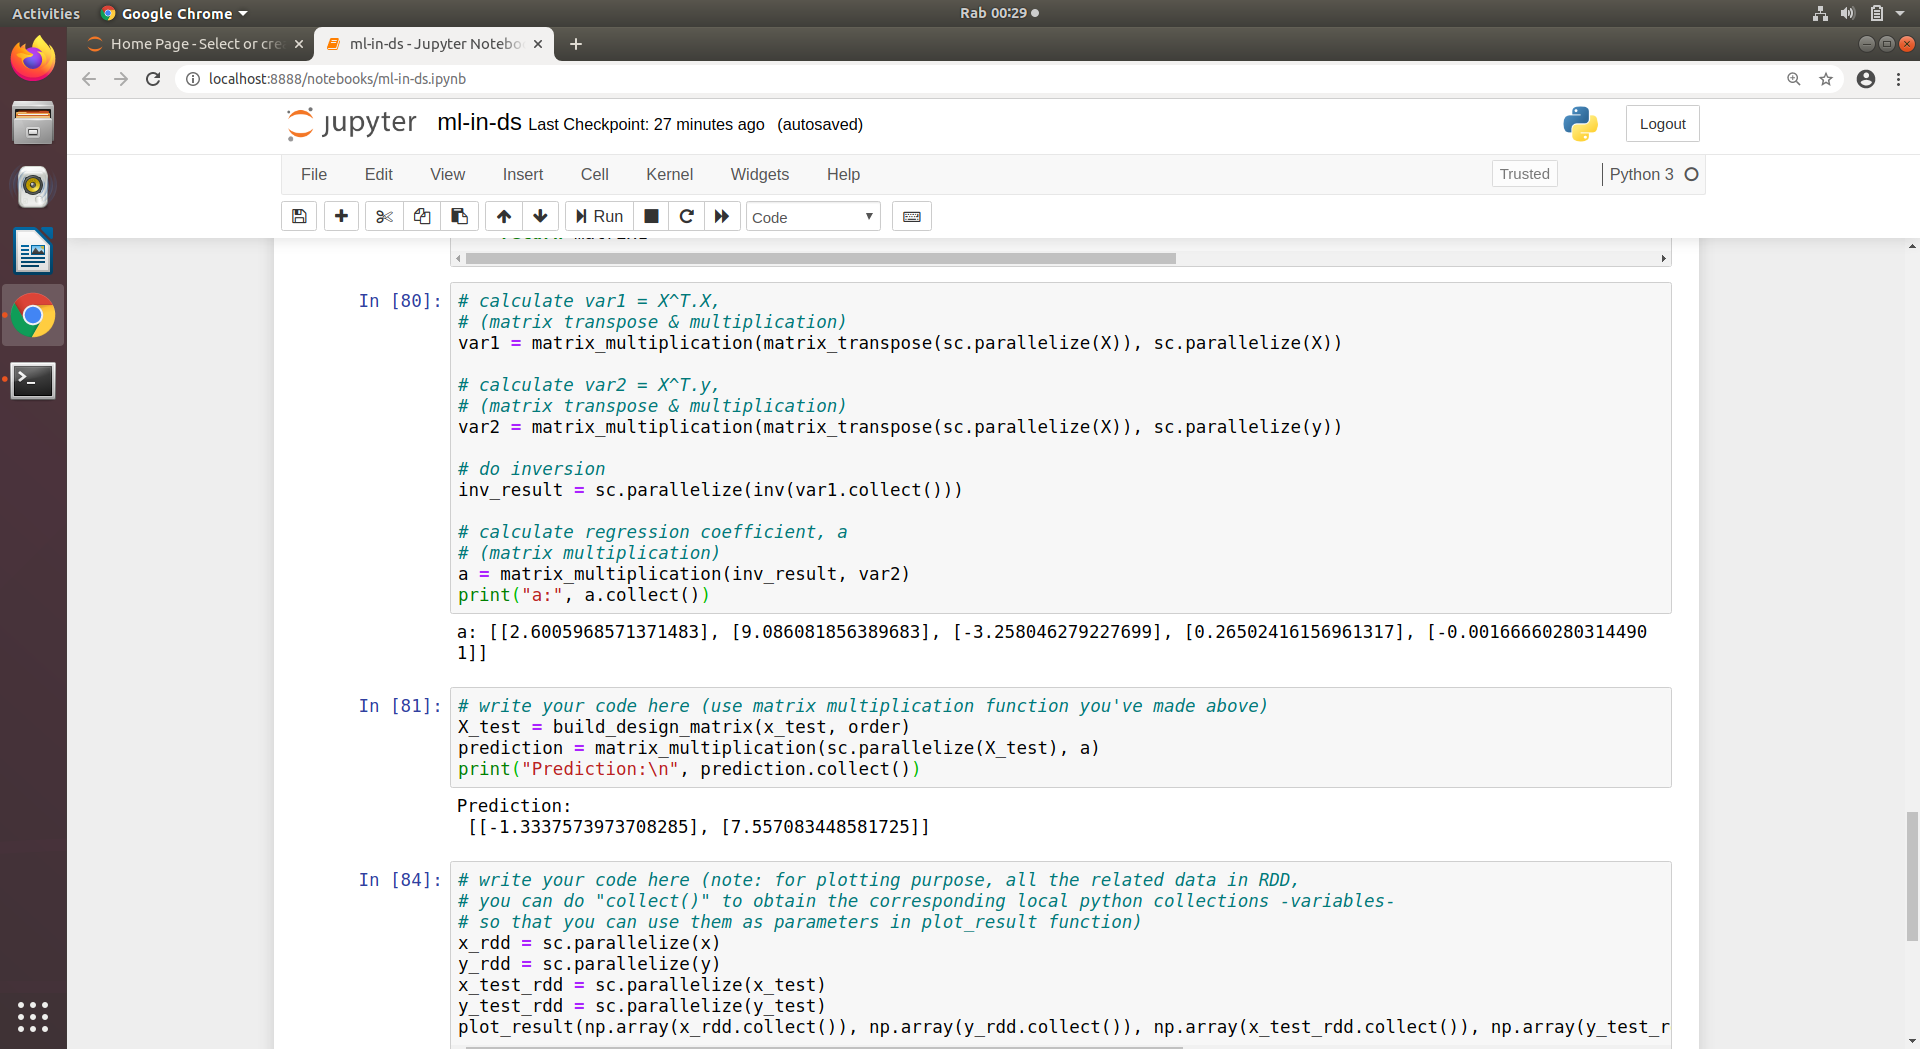 Activities
Google Chrome
Rab 00:29
Home Page - Select or cre
ml-in-ds - Jupyter Notebo
localhost:8888/notebooks/ml-in-ds.ipynb
jupyter
ml-in-ds Last Checkpoint: 27 minutes ago (autosaved)
Logout
File Edit View Insert Cell Kernel Widgets Help
Trusted
Python 3
Run
Code
In [80]:
# calculate var1 = X^T.X,
# (matrix transpose & multiplication)
var1 = matrix_multiplication(matrix_transpose(sc.parallelize(X)), sc.parallelize(X))
# calculate var2 = X^T.y,
# (matrix transpose & multiplication)
var2 = matrix_multiplication(matrix_transpose(sc.parallelize(X)), sc.parallelize(y))
# do inversion
inv_result = sc.parallelize(inv(var1.collect()))
# calculate regression coefficient, a
# (matrix multiplication)
a = matrix_multiplication(inv_result, var2)
print("a:", a.collect())
a: [[2.6005968571371483], [9.086081856389683], [-3.258046279227699], [0.26502416156961317], [-0.00166660280314490
1]]
In [81]:
# write your code here (use matrix multiplication function you've made above)
X_test = build_design_matrix(x_test, order)
prediction = matrix_multiplication(sc.parallelize(X_test), a)
print("Prediction:\n", prediction.collect())
Prediction:
[[-1.3337573973708285], [7.557083448581725]]
In [84]:
# write your code here (note: for plotting purpose, all the related data in RDD,
# you can do "collect()" to obtain the corresponding local python collections -variables-
# so that you can use them as parameters in plot_result function)
x_rdd = sc.parallelize(x)
y_rdd = sc.parallelize(y)
x_test_rdd = sc.parallelize(x_test)
y_test_rdd = sc.parallelize(y_test)
plot_result(np.array(x_rdd.collect()), np.array(y_rdd.collect()), np.array(x_test_rdd.collect()), np.array(y_test_r